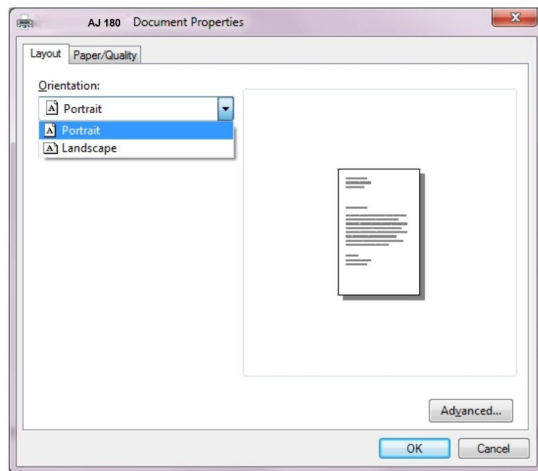 AJ 180 Document Properties
Layout Paper/Quality
Orientation:
Portrait
Portrait
Landscape
Advanced...
OK Cancel